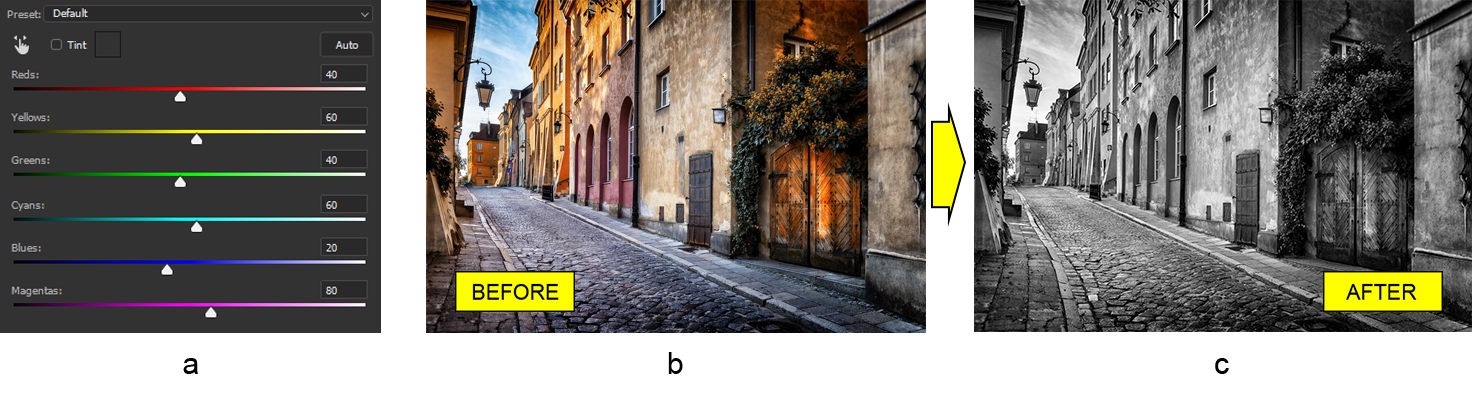 Preset: Default
Tint Auto
Reds: 40
Yellows: 60
Greens: 40
Cyans: 60
Blues: 20
Magentas: 80
BEFORE
AFTER
a
b
c